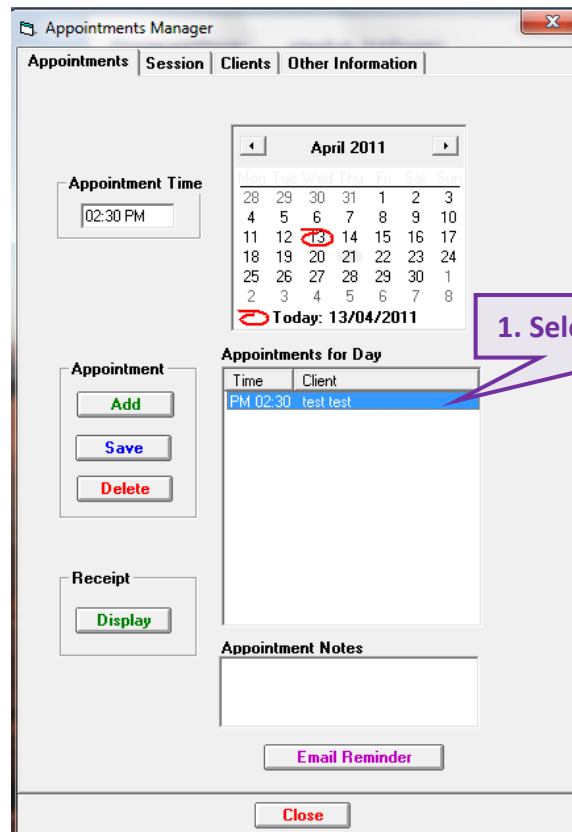 Appointments Manager
X
Appointments Session Clients Other Information
April 2011
Mon Tue Wed Thu Fri Sat Sun
28 29 30 31 1 2 3
4 5 6 7 8 9 10
11 12 13 14 15 16 17
18 19 20 21 22 23 24
25 26 27 28 29 30 1
2 3 4 5 6 7 8
Today: 13/04/2011
Appointment Time
02:30 PM
1. Sele
Appointments for Day
Time Client
PM 02:30 test test
Appointment
Add
Save
Delete
Receipt
Display
Appointment Notes
Email Reminder
Close